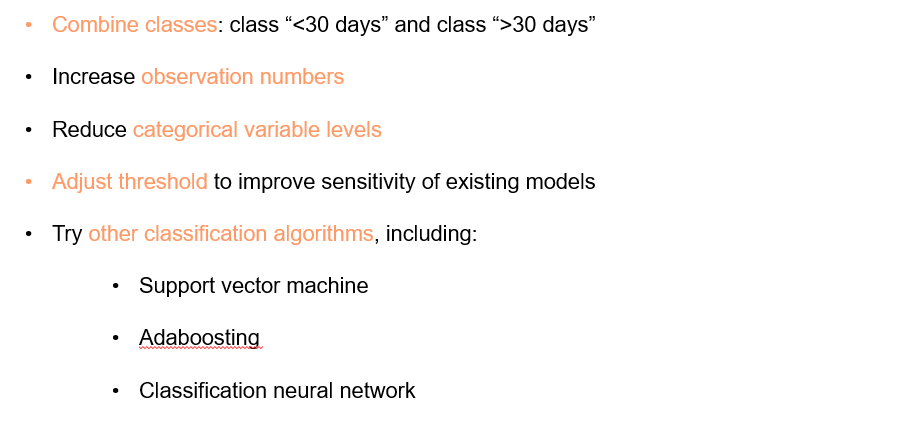 • Combine classes: class “<30 days” and class “>30 days”
• Increase observation numbers
• Reduce categorical variable levels
• Adjust threshold to improve sensitivity of existing models
• Try other classification algorithms, including:
• Support vector machine
• Adaboosting
• Classification neural network